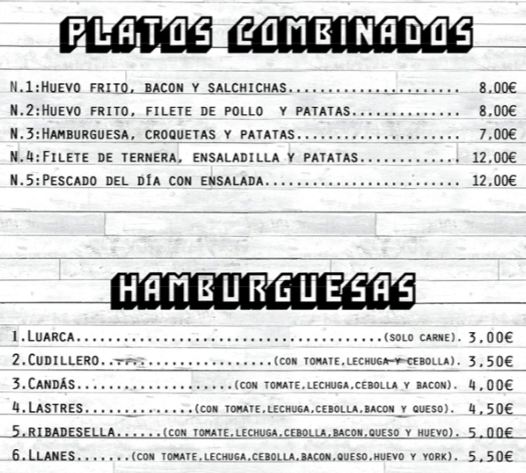 PLATOS COMBINADOS
N.1:HUEVO FRITO, BACON Y SALCHICHAS...................... 8,00€
N.2:HUEVO FRITO, FILETE DE POLLO Y PATATAS.............. 8,00€
N.3:HAMBURGUESA, CROQUETAS Y PATATAS..................... 7,00€
N.4:FILETE DE TERNERA, ENSALADILLA Y PATATAS............. 12,00€
N.5:PESCADO DEL DÍA CON ENSALADA......................... 12,00€
HAMBURGUESAS
1.LUARCA.......................................(SOLO CARNE). 3,00€
2.CUDILLERO.......................(CON TOMATE,LECHUGA Y CEBOLLA). 3,50€
3.CANDÁS....................(CON TOMATE,LECHUGA,CEBOLLA Y BACON). 4,00€
4.LASTRES..............(CON TOMATE,LECHUGA,CEBOLLA,BACON Y QUESO). 4,50€
5.RIBADESELLA......(CON TOMATE,LECHUGA,CEBOLLA,BACON,QUESO Y HUEVO). 5,00€
6.LLANES.......(CON TOMATE,LECHUGA,CEBOLLA,BACON,QUESO,HUEVO Y YORK). 5,50€